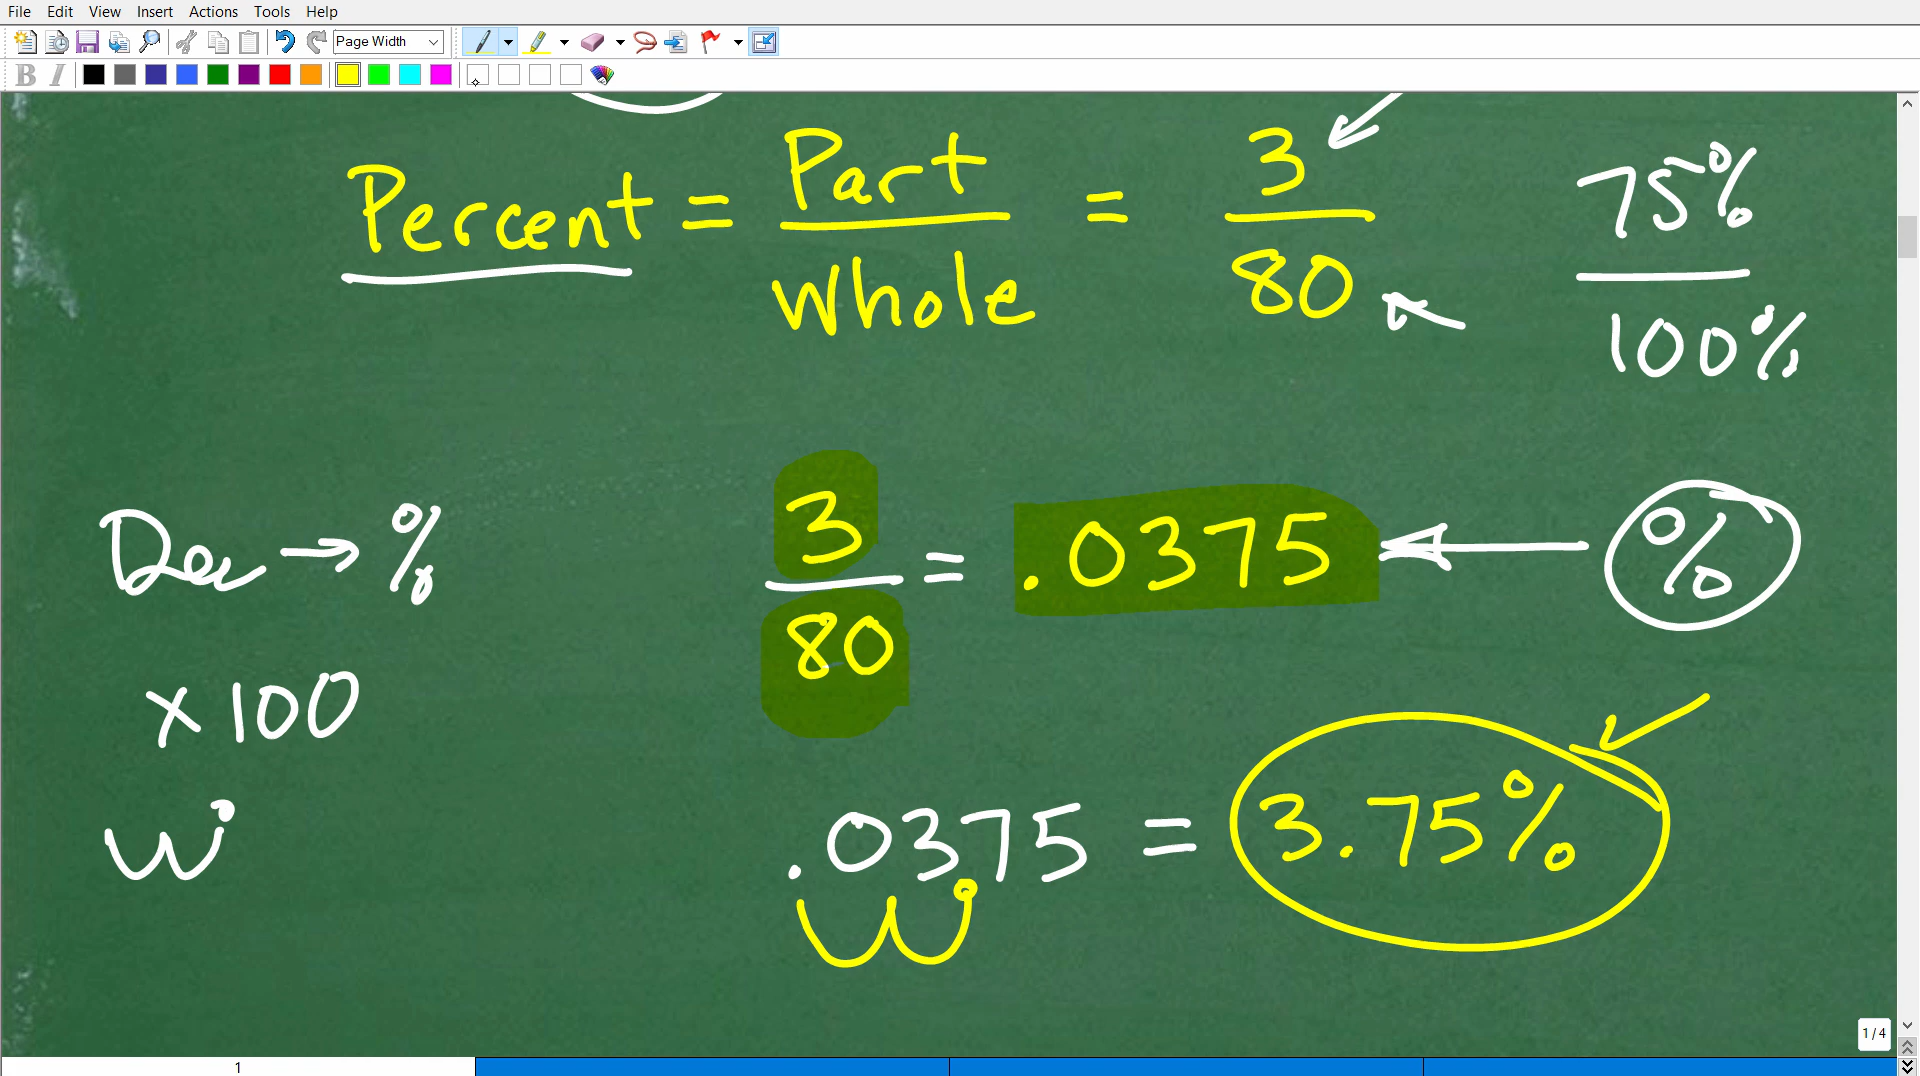 File Edit View Insert Actions Tools Help
Page Width
B I
Percent = Part / Whole = 3 / 80
75%
100%
Dec → %
3 / 80 = .0375 ← %
x 100
.0375 = 3.75%
1 / 4
1